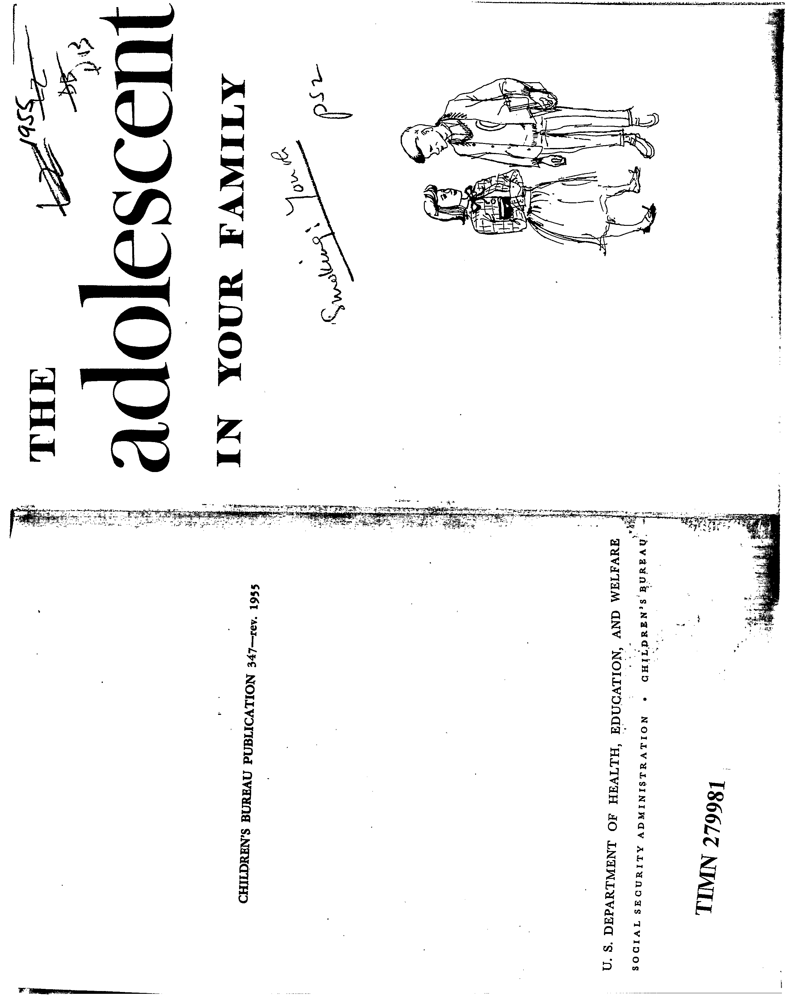 1955
THE
adolescent
IN YOUR FAMILY
Smoking: Youth
p52
CHILDREN'S BUREAU PUBLICATION 347—rev. 1955
U. S. DEPARTMENT OF HEALTH, EDUCATION, AND WELFARE
SOCIAL SECURITY ADMINISTRATION • CHILDREN'S BUREAU
TIMN 279981